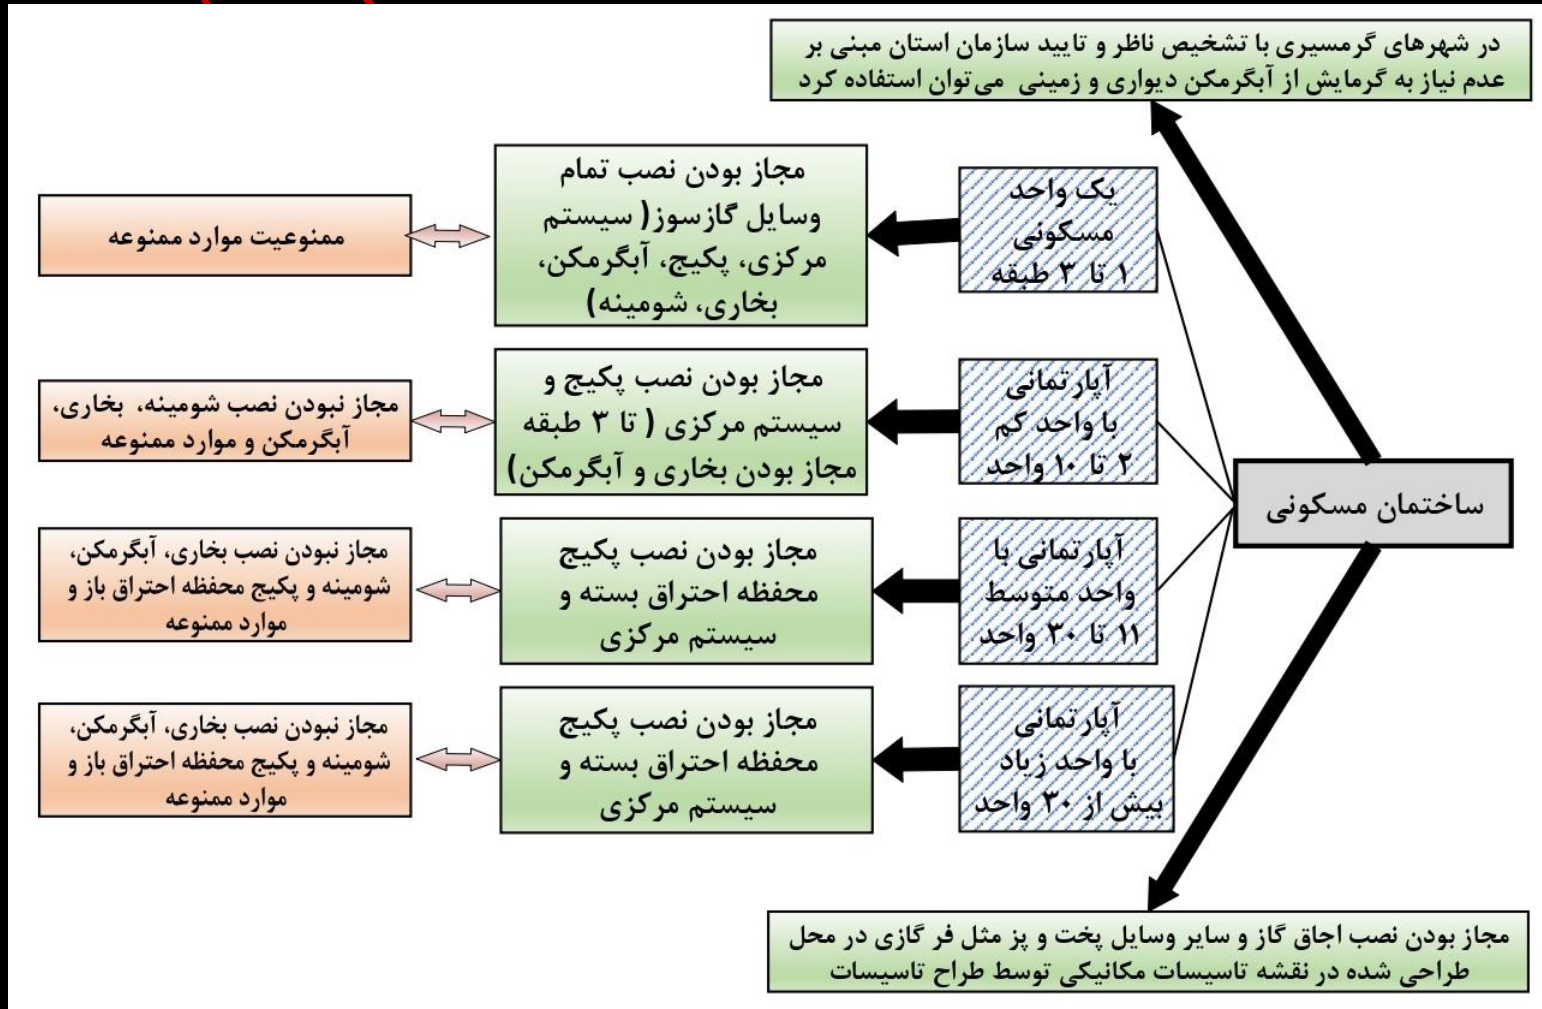 در شهرهای گرمسیری با تشخیص ناظر و تایید سازمان استان مبنی بر
عدم نیاز به گرمایش از آبگرمکن دیواری و زمینی می‌توان استفاده کرد
ساختمان مسکونی
یک واحد
مسکونی
۱ تا ۳ طبقه
مجاز بودن نصب تمام
وسایل گازسوز( سیستم
مرکزی، پکیج، آبگرمکن،
بخاری، شومینه)
ممنوعیت موارد ممنوعه
آپارتمانی
با واحد کم
۲ تا ۱۰ واحد
مجاز بودن نصب پکیج و
سیستم مرکزی ( تا ۳ طبقه
مجاز بودن بخاری و آبگرمکن)
مجاز نبودن نصب شومینه، بخاری،
آبگرمکن و موارد ممنوعه
آپارتمانی با
واحد متوسط
۱۱ تا ۳۰ واحد
مجاز بودن نصب پکیج
محفظه احتراق بسته و
سیستم مرکزی
مجاز نبودن نصب بخاری، آبگرمکن،
شومینه و پکیج محفظه احتراق باز و
موارد ممنوعه
آپارتمانی
با واحد زیاد
بیش از ۳۰ واحد
مجاز بودن نصب پکیج
محفظه احتراق بسته و
سیستم مرکزی
مجاز نبودن نصب بخاری، آبگرمکن،
شومینه و پکیج محفظه احتراق باز و
موارد ممنوعه
مجاز بودن نصب اجاق گاز و سایر وسایل پخت و پز مثل فر گازی در محل
طراحی شده در نقشه تاسیسات مکانیکی توسط طراح تاسیسات